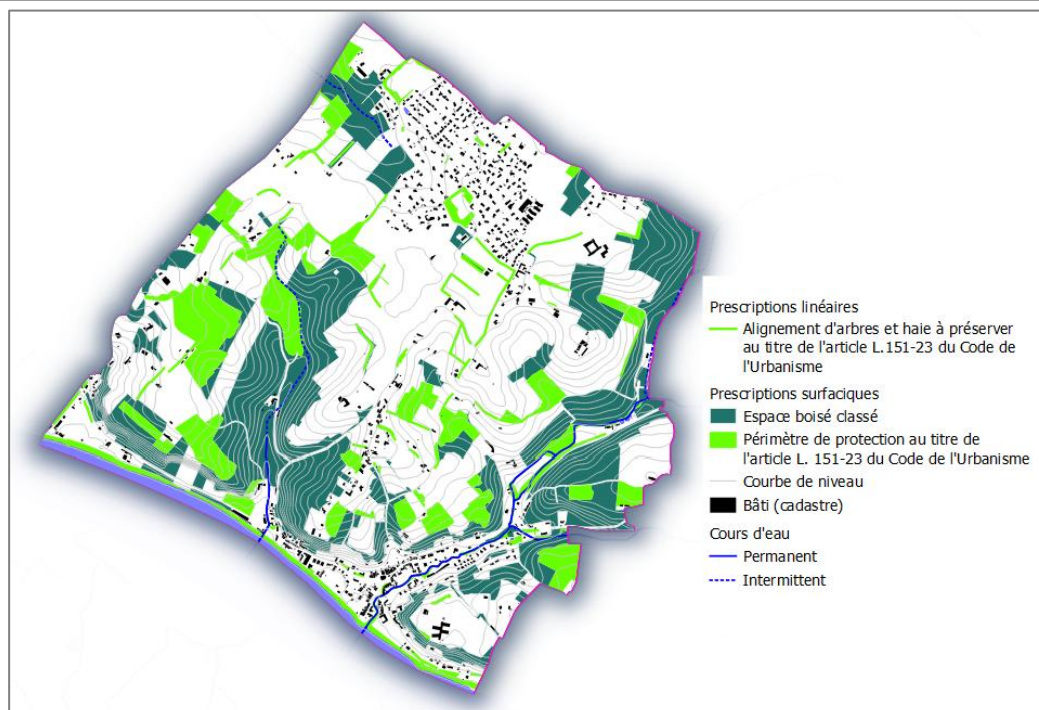 Prescriptions linéaires
Alignement d'arbres et haie à préserver
au titre de l'article L.151-23 du Code de
l'Urbanisme
Prescriptions surfaciques
Espace boisé classé
Périmètre de protection au titre de
l'article L. 151-23 du Code de l'Urbanisme
Courbe de niveau
Bâti (cadastre)
Cours d'eau
Permanent
Intermittent